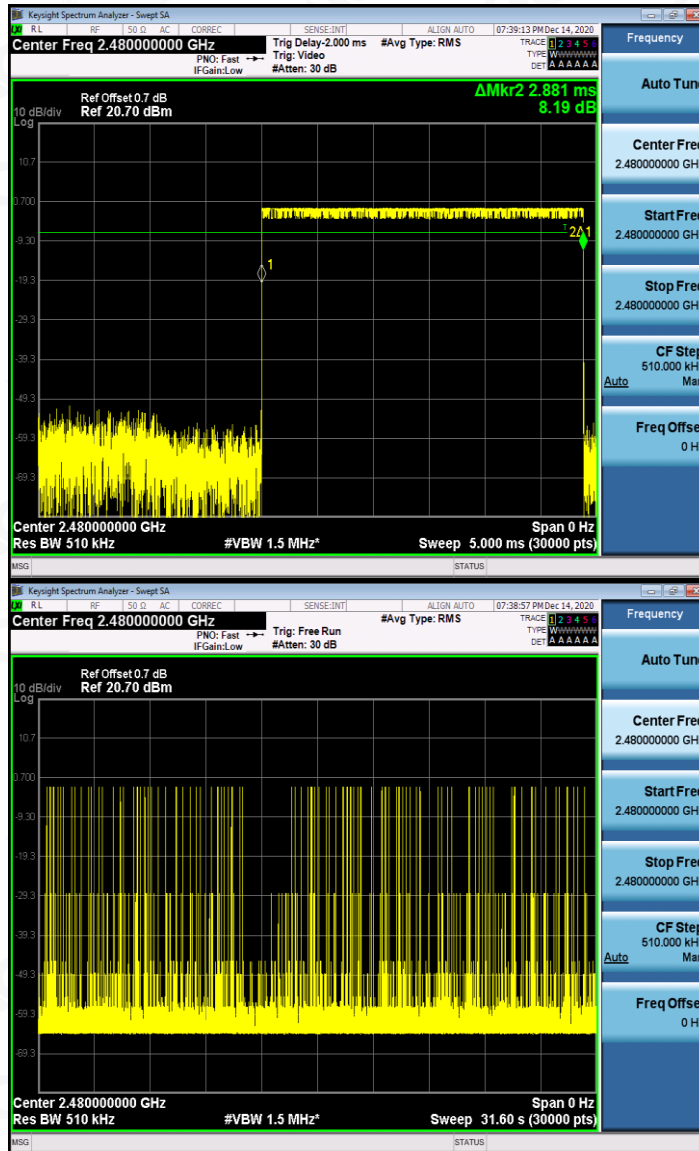 Keysight Spectrum Analyzer - Swept SA
RL RF 50 Ω AC CORREC SENSE:INT ALIGN AUTO 07:39:13 PM Dec 14, 2020
Center Freq 2.480000000 GHz
PNO: Fast
IFGain:Low
Trig Delay-2.000 ms
Trig: Video
#Atten: 30 dB
#Avg Type: RMS
TRACE 1 2 3 4 5 6
TYPE WWWWWW
DET A A A A A A
Frequency
Ref Offset 0.7 dB
10 dB/div Ref 20.70 dBm
Log
ΔMkr2 2.881 ms
8.19 dB
10.7
0.700
-9.30
-19.3
-29.3
-39.3
-49.3
-59.3
-69.3
1
2Δ1
Auto Tune
Center Freq
2.480000000 GH
Start Freq
2.480000000 GH
Stop Freq
2.480000000 GH
CF Step
510.000 kH
Auto Man
Freq Offse
0 H
Center 2.480000000 GHz Span 0 Hz
Res BW 510 kHz #VBW 1.5 MHz* Sweep 5.000 ms (30000 pts)
MSG STATUS
Keysight Spectrum Analyzer - Swept SA
RL RF 50 Ω AC CORREC SENSE:INT ALIGN AUTO 07:38:57 PM Dec 14, 2020
Center Freq 2.480000000 GHz
PNO: Fast
IFGain:Low
Trig: Free Run
#Atten: 30 dB
#Avg Type: RMS
TRACE 1 2 3 4 5 6
TYPE WWWWWW
DET A A A A A A
Frequency
Ref Offset 0.7 dB
10 dB/div Ref 20.70 dBm
Log
10.7
0.700
-9.30
-19.3
-29.3
-39.3
-49.3
-59.3
-69.3
Auto Tune
Center Freq
2.480000000 GH
Start Freq
2.480000000 GH
Stop Freq
2.480000000 GH
CF Step
510.000 kH
Auto Man
Freq Offse
0 H
Center 2.480000000 GHz Span 0 Hz
Res BW 510 kHz #VBW 1.5 MHz* Sweep 31.60 s (30000 pts)
MSG STATUS